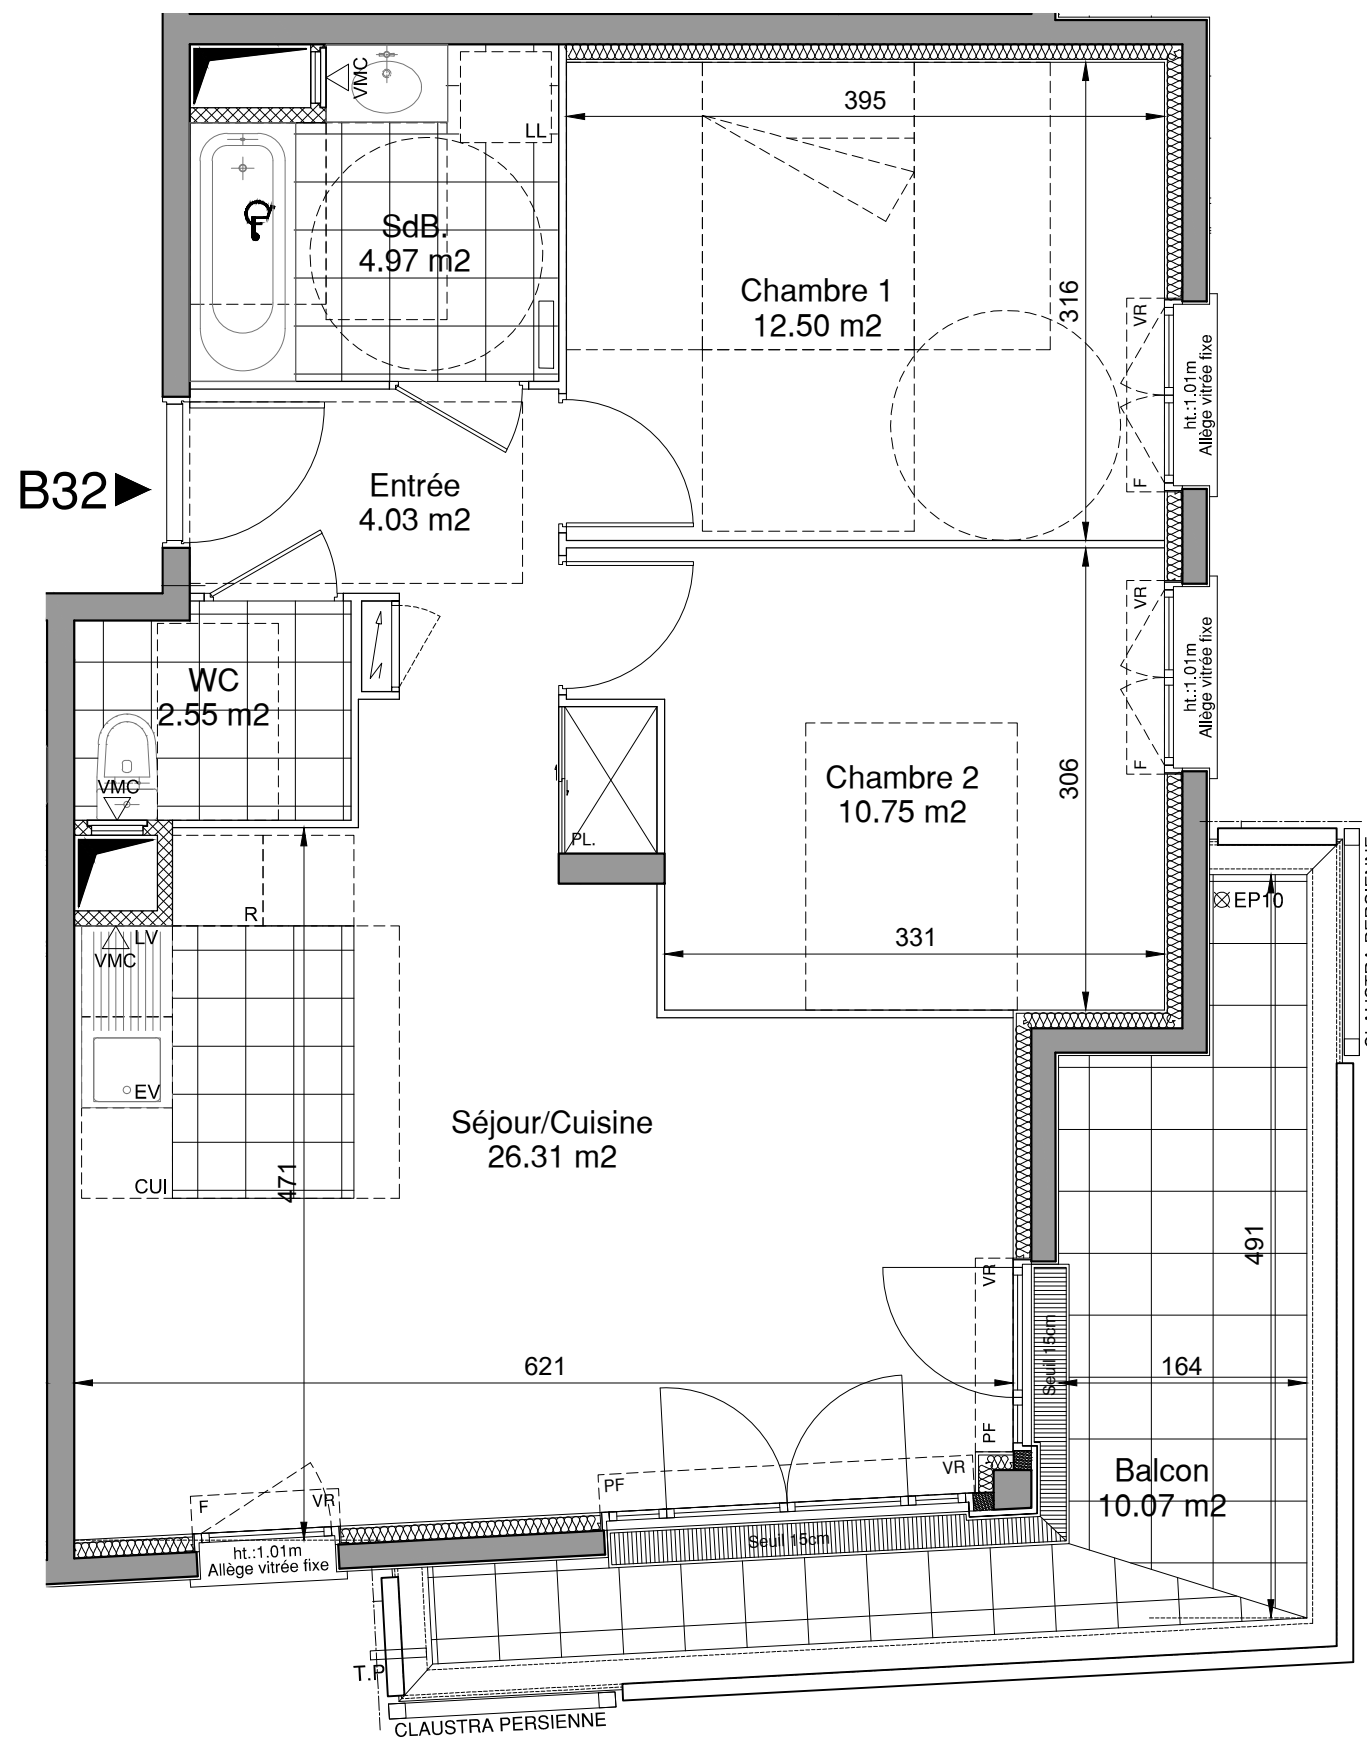 VMC
LL
395
SdB.
4.97 m2
F
Chambre 1
12.50 m2
316
VR
ht.:1.01m
Allège vitrée fixe
F
B32
Entrée
4.03 m2
VR
ht.:1.01m
Allège vitrée fixe
F
WC
2.55 m2
VMC
Chambre 2
10.75 m2
306
PL.
R
LV
VMC
331
EP10
CLAUSTRA PERSIENNE
EV
CUI
Séjour/Cuisine
26.31 m2
471
491
VR
Seuil 15cm
PF
621
164
Balcon
10.07 m2
F
VR
PF
VR
ht.:1.01m
Allège vitrée fixe
Seuil 15cm
T.P
CLAUSTRA PERSIENNE